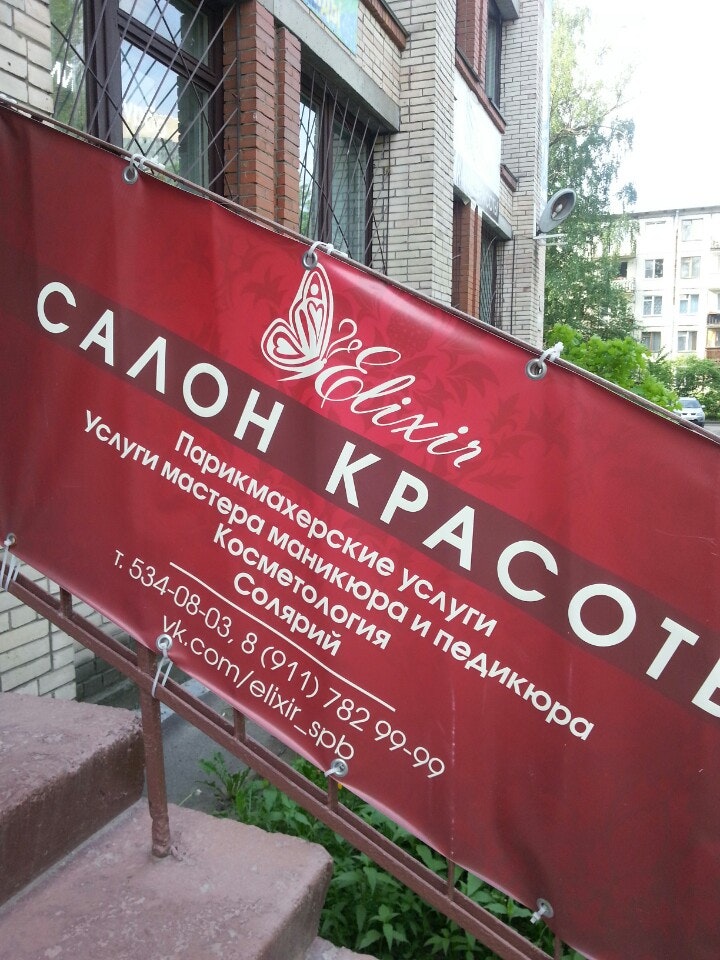 Elixir
САЛОН КРАСОТЫ
Парикмахерские услуги
Услуги мастера маникюра и педикюра
Косметология
Солярий
т. 534-08-03, 8 (911) 782 99-99
vk.com/elixir_spb